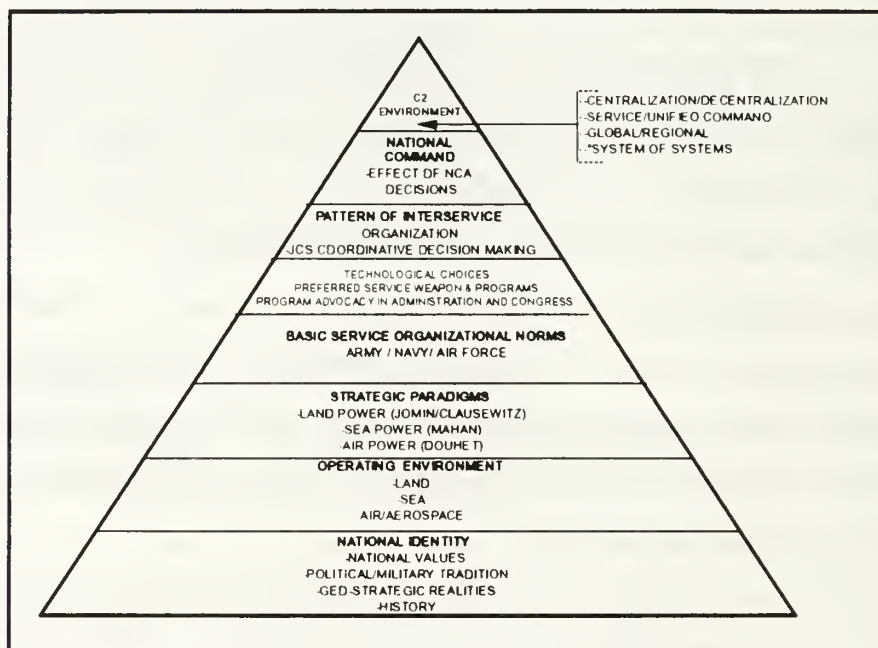 C2
ENVIRONMENT
-CENTRALIZATION/DECENTRALIZATION
-SERVICE/UNIFIEO COMMANO
-GLOBAL/REGIONAL
-"SYSTEM OF SYSTEMS
NATIONAL
COMMAND
-EFFECT OF NCA
DECISIONS
PATTERN OF INTERSERVICE
ORGANIZATION
-JCS COORDINATIVE DECISION MAKING
TECHNOLOGICAL CHOICES
PREFERRED SERVICE WEAPON & PROGRAMS
PROGRAM ADVOCACY IN ADMINISTRATION AND CONGRESS
BASIC SERVICE ORGANIZATIONAL NORMS
ARMY / NAVY/ AIR FORCE
STRATEGIC PARADIGMS
-LAND POWER (JOMIN/CLAUSEWITZ)
-SEA POWER (MAHAN)
-AIR POWER (DOUHET)
OPERATING ENVIRONMENT
-LAND
-SEA
AIR/AEROSPACE
NATIONAL IDENTITY
-NATIONAL VALUES
-POLITICAL/MILITARY TRADITION
-GED-STRATEGIC REALITIES
-HISTORY